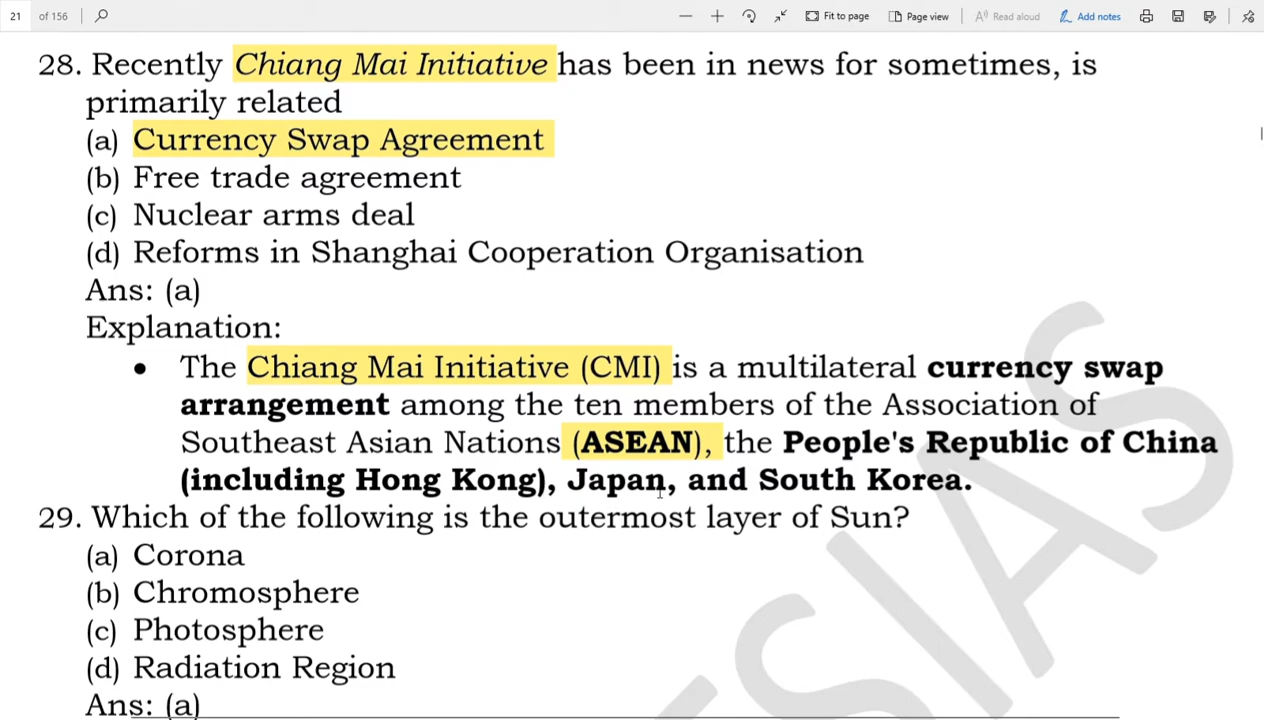 21 of 156 Fit to page Page view Read aloud Add notes
28. Recently Chiang Mai Initiative has been in news for sometimes, is
primarily related
(a) Currency Swap Agreement
(b) Free trade agreement
(c) Nuclear arms deal
(d) Reforms in Shanghai Cooperation Organisation
Ans: (a)
Explanation:
• The Chiang Mai Initiative (CMI) is a multilateral currency swap
arrangement among the ten members of the Association of
Southeast Asian Nations (ASEAN), the People's Republic of China
(including Hong Kong), Japan, and South Korea.
29. Which of the following is the outermost layer of Sun?
(a) Corona
(b) Chromosphere
(c) Photosphere
(d) Radiation Region
Ans: (a)